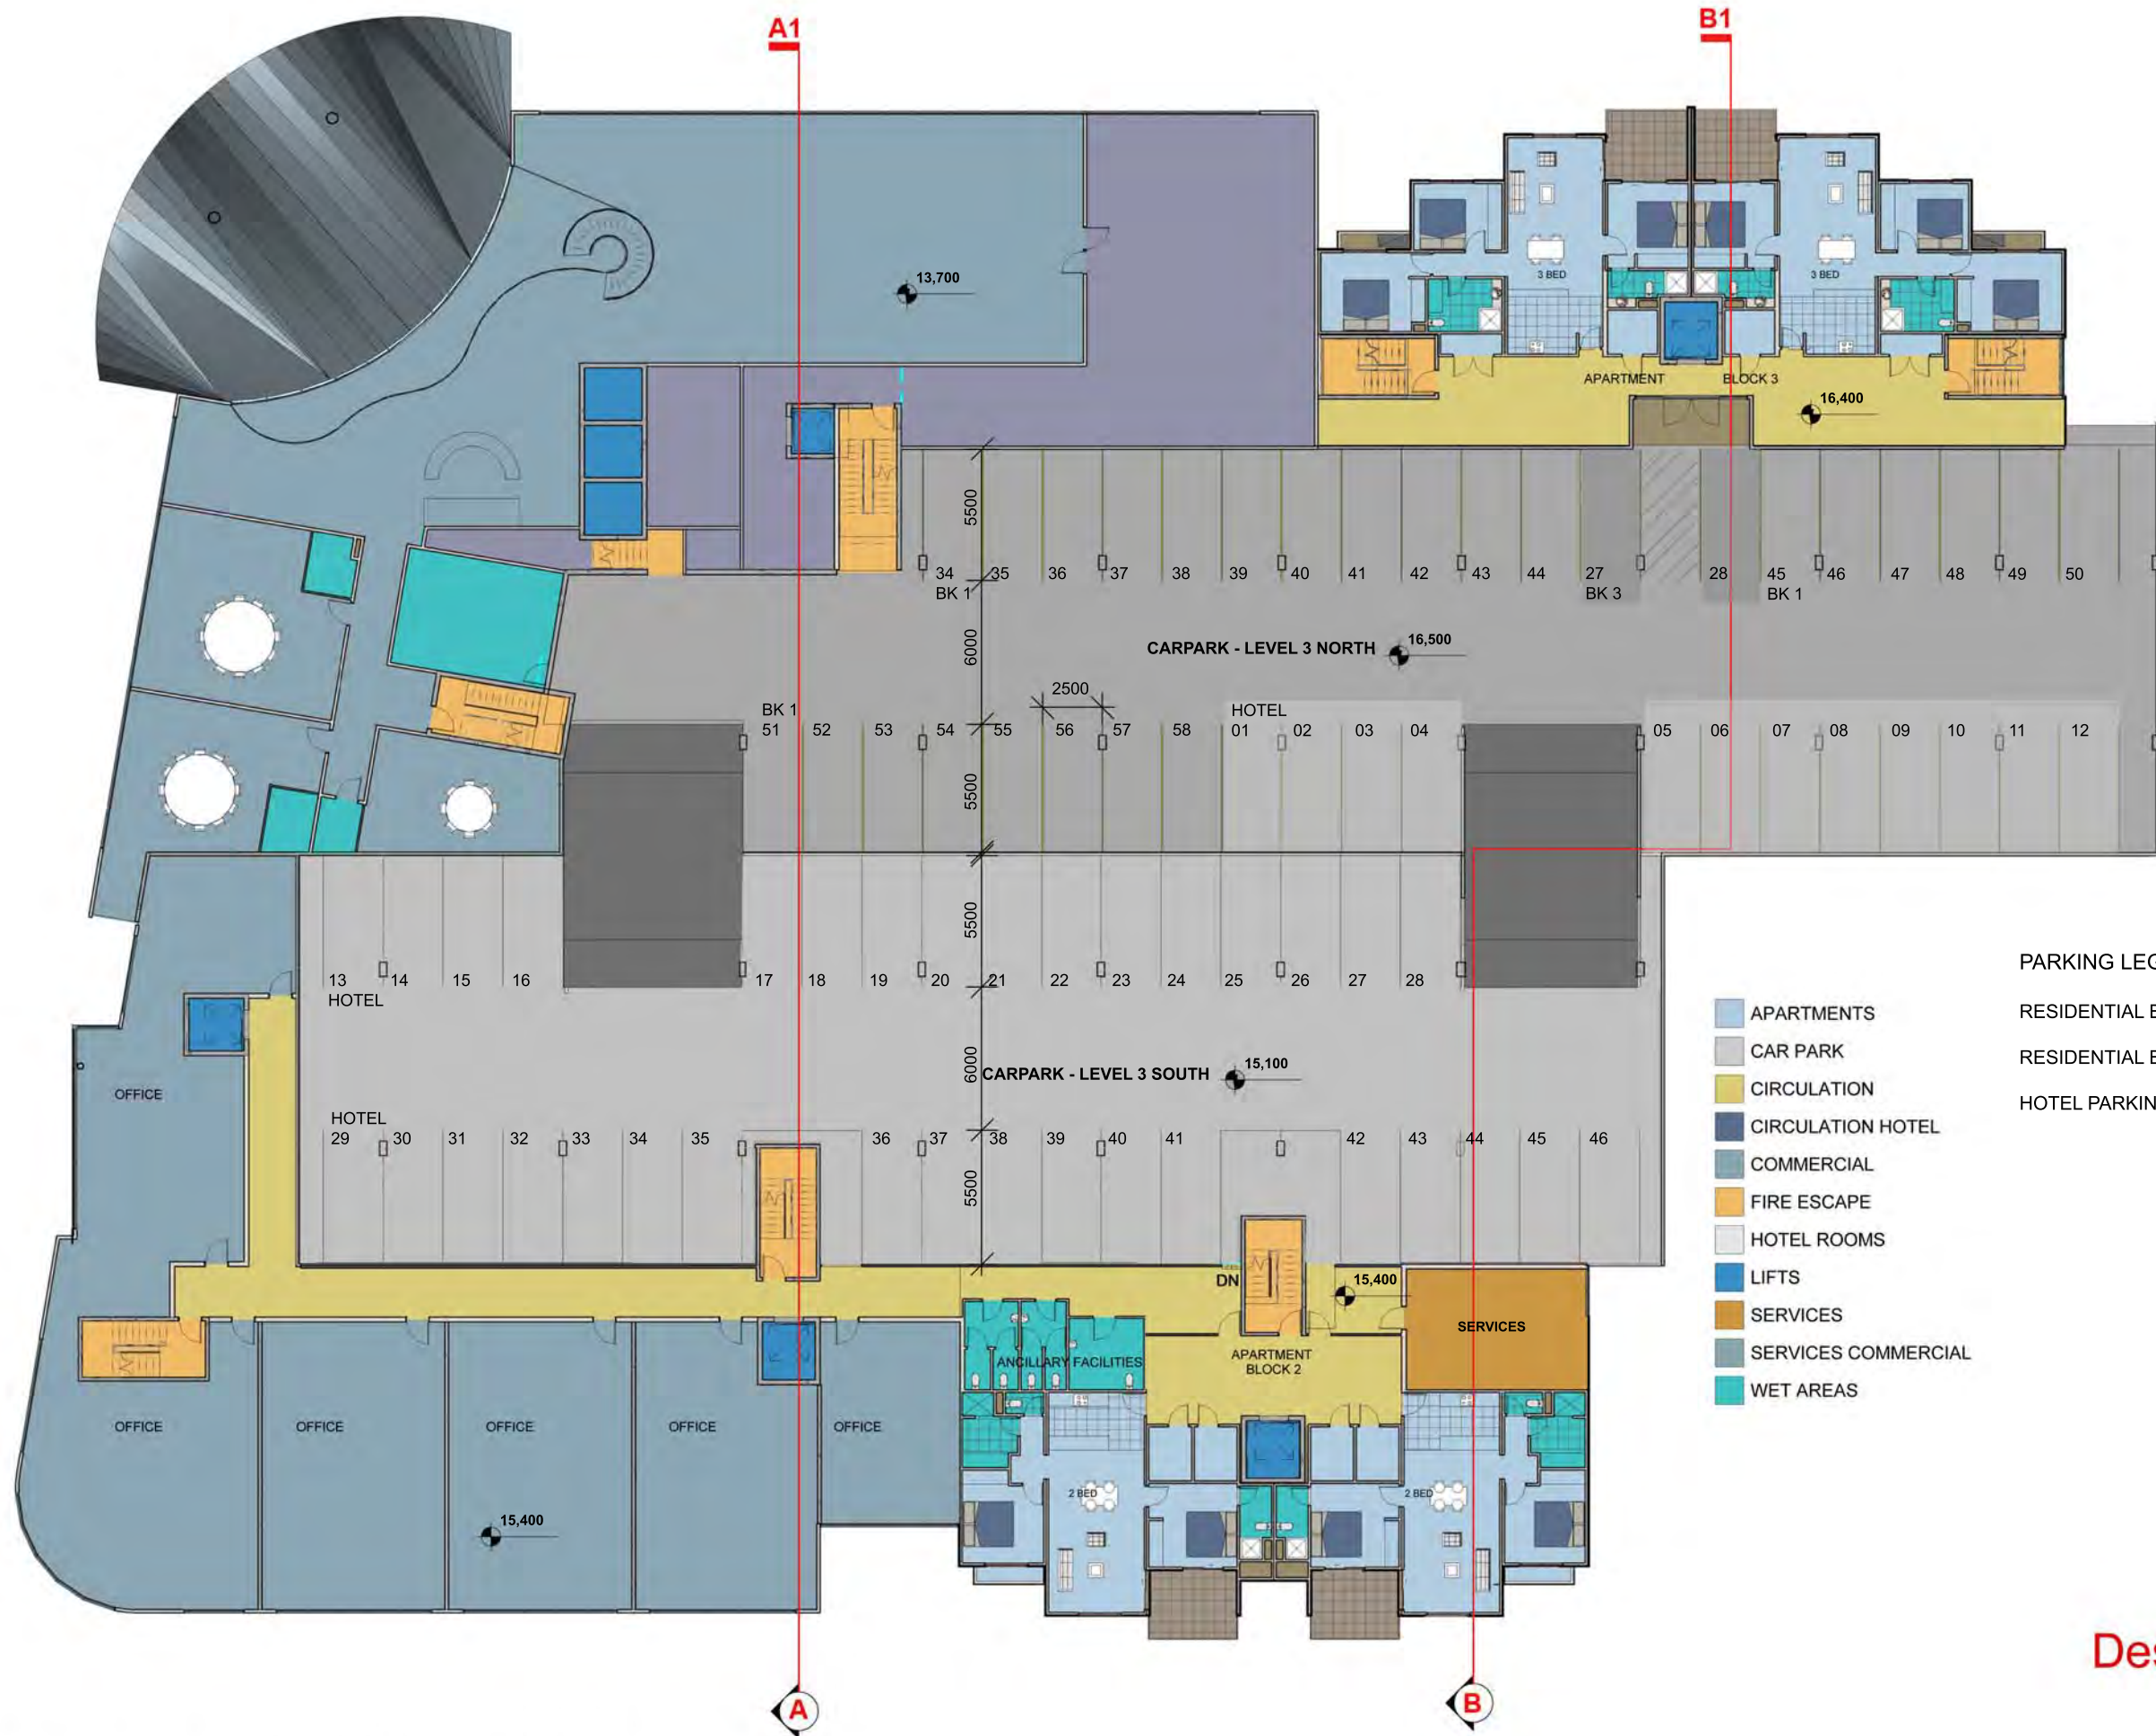 A1
B1
13,700
3 BED
3 BED
APARTMENT
BLOCK 3
16,400
5500
34
35
36
37
38
39
40
41
42
43
44
27
28
45
46
47
48
49
50
BK 1
BK 3
BK 1
6000
CARPARK - LEVEL 3 NORTH
16,500
2500
BK 1
HOTEL
51
52
53
54
55
56
57
58
01
02
03
04
05
06
07
08
09
10
11
12
5500
5500
13
14
15
16
17
18
19
20
21
22
23
24
25
26
27
28
HOTEL
6000
CARPARK - LEVEL 3 SOUTH
15,100
OFFICE
HOTEL
29
30
31
32
33
34
35
36
37
38
39
40
41
42
43
44
45
46
5500
DN
15,400
SERVICES
ANCILLARY FACILITIES
APARTMENT
BLOCK 2
OFFICE
OFFICE
OFFICE
OFFICE
OFFICE
2 BED
2 BED
15,400
A
B
APARTMENTS
CAR PARK
CIRCULATION
CIRCULATION HOTEL
COMMERCIAL
FIRE ESCAPE
HOTEL ROOMS
LIFTS
SERVICES
SERVICES COMMERCIAL
WET AREAS
PARKING LEG
RESIDENTIAL B
RESIDENTIAL B
HOTEL PARKIN
Des